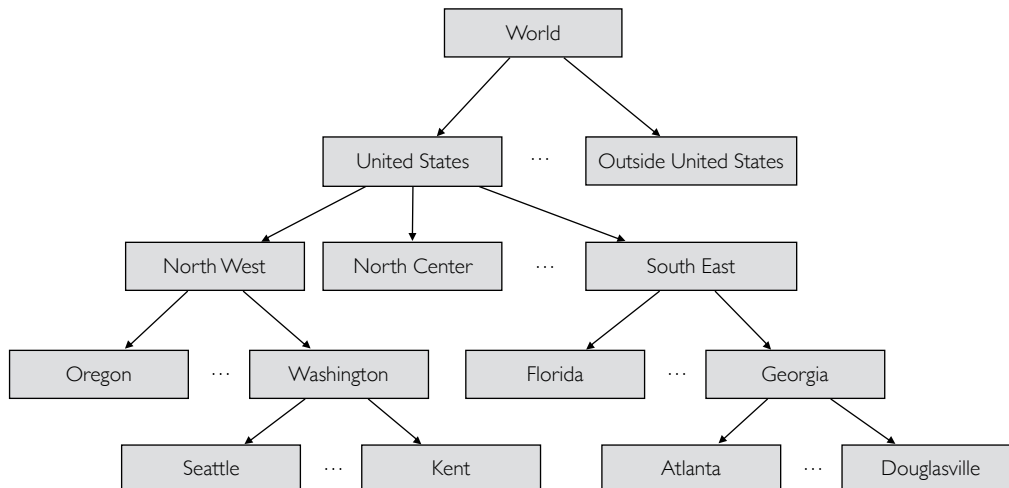 World
United States
...
Outside United States
North West
North Center
...
South East
Oregon
...
Washington
Florida
...
Georgia
Seattle
...
Kent
Atlanta
...
Douglasville